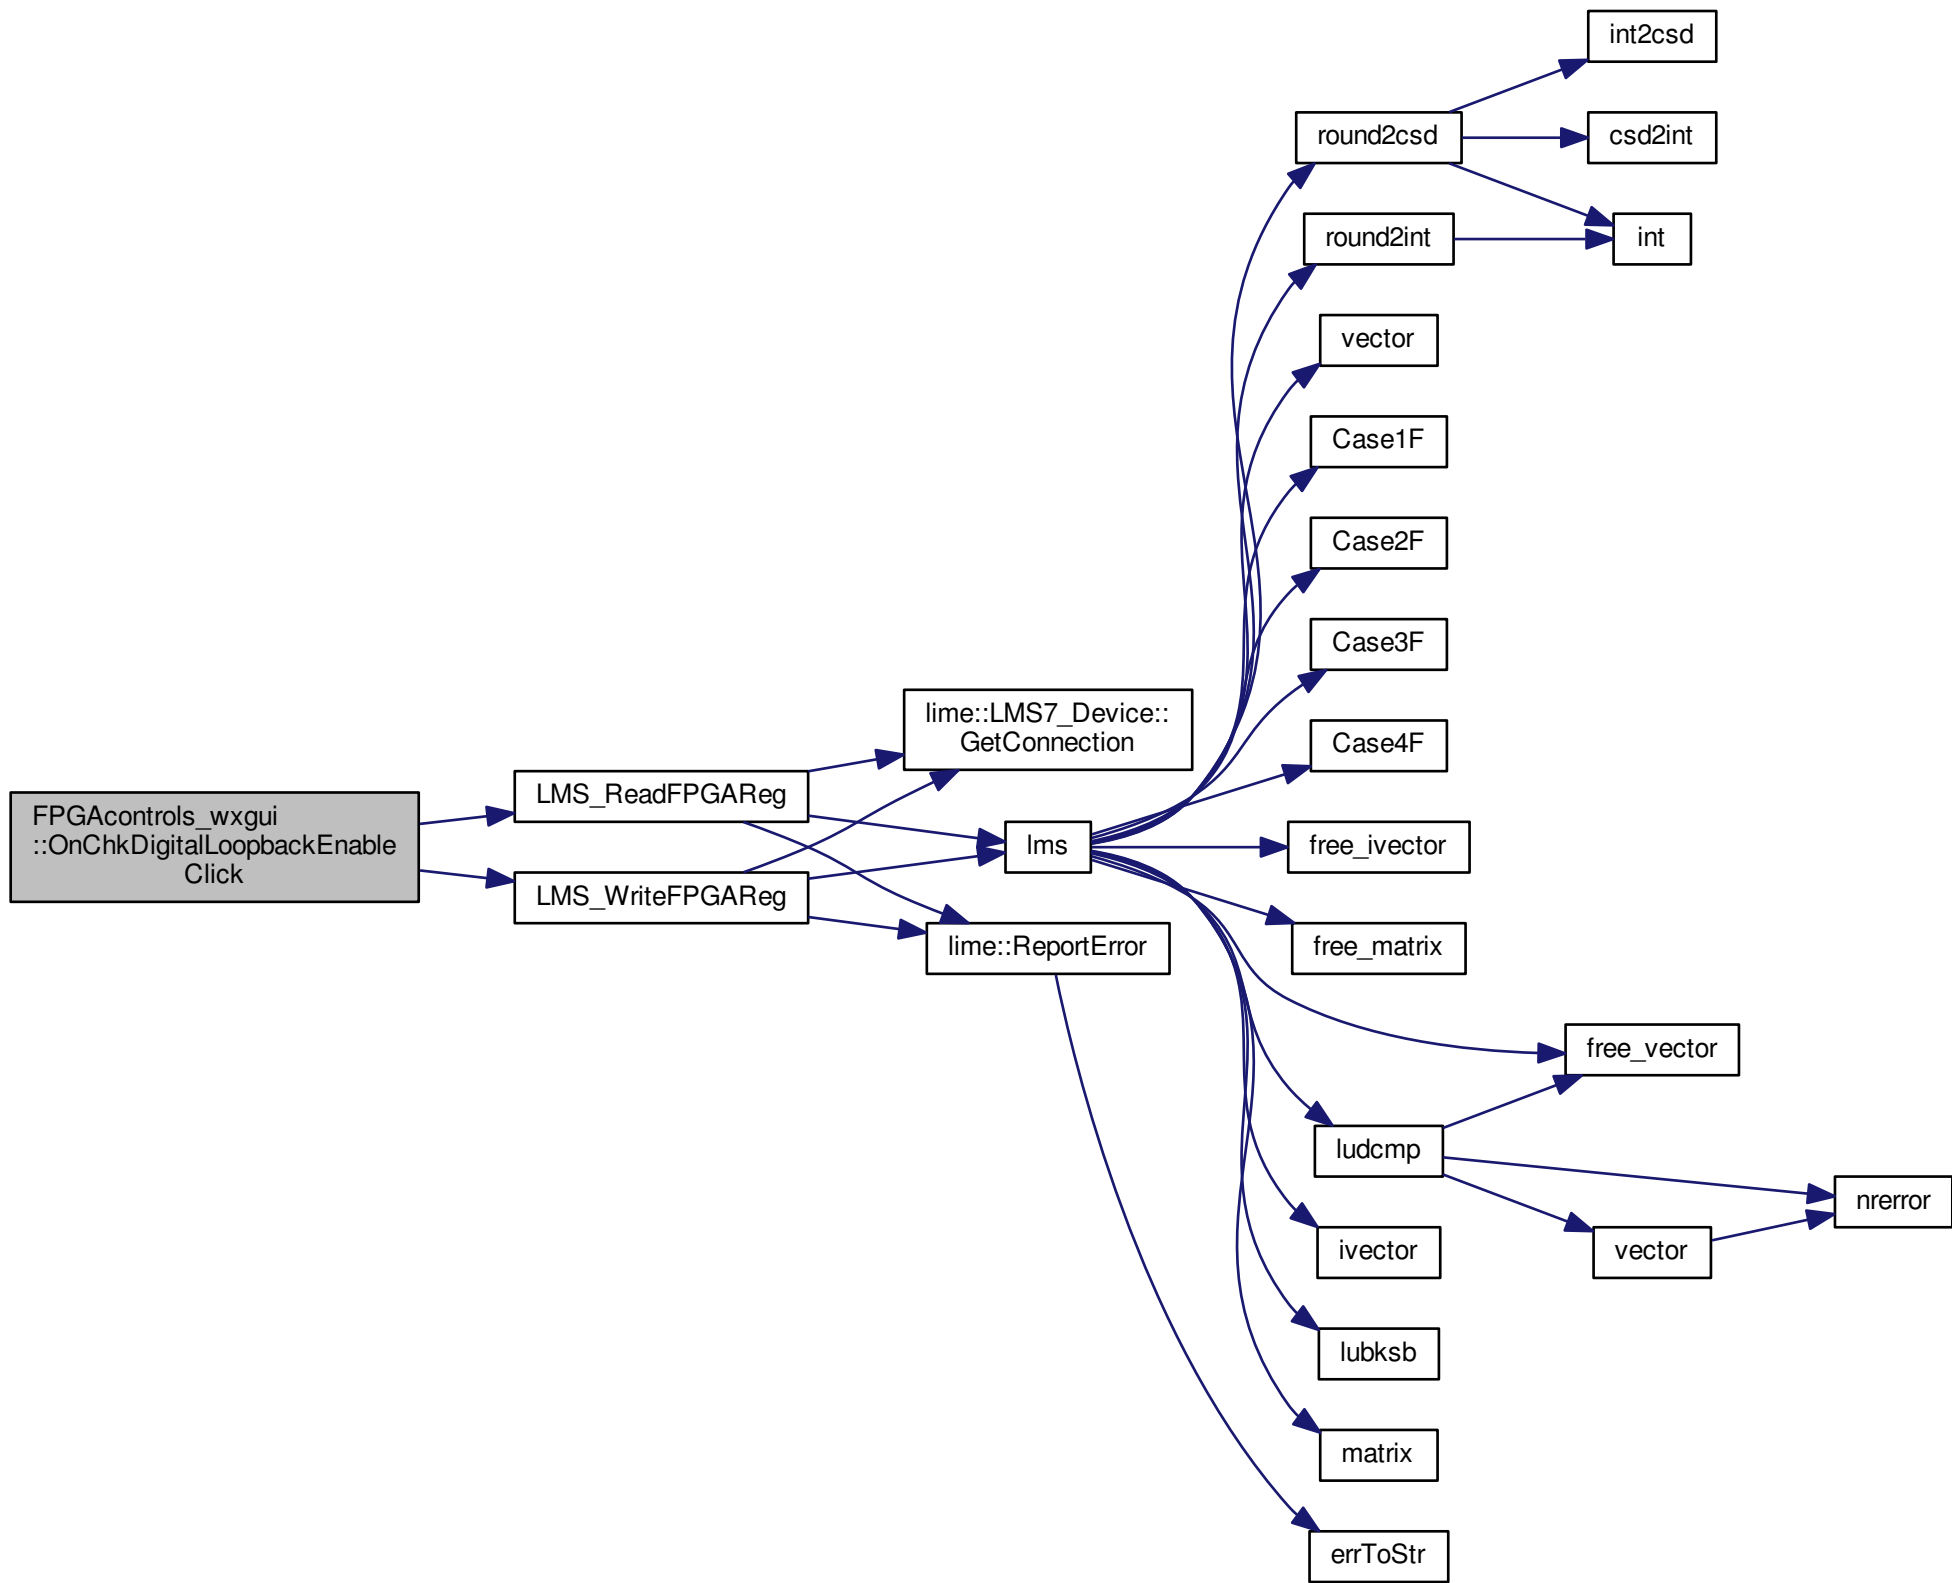 FPGAcontrols_wxgui
::OnChkDigitalLoopbackEnable
Click
LMS_ReadFPGAReg
LMS_WriteFPGAReg
lime::LMS7_Device::
GetConnection
lms
lime::ReportError
round2csd
round2int
vector
Case1F
Case2F
Case3F
Case4F
free_ivector
free_matrix
ludcmp
ivector
lubksb
matrix
errToStr
int2csd
csd2int
int
free_vector
vector
nrerror